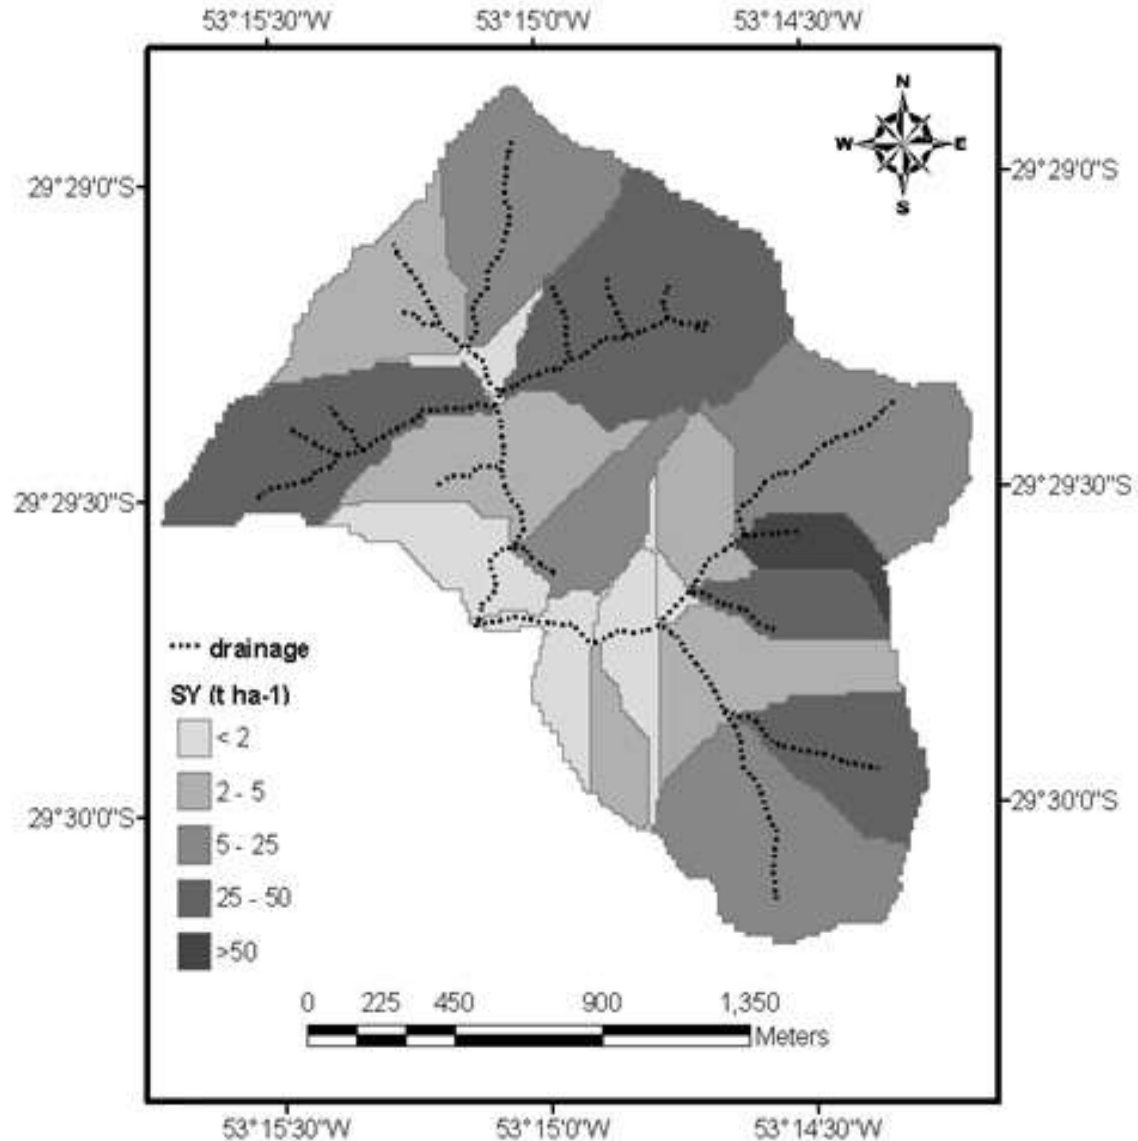 53°15'30"W 53°15'0"W 53°14'30"W
N
W E
S
29°29'0"S 29°29'0"S
29°29'30"S 29°29'30"S
drainage
SY (t ha-1)
< 2
2 - 5
29°30'0"S 29°30'0"S
5 - 25
25 - 50
>50
0 225 450 900 1,350
Meters
53°15'30"W 53°15'0"W 53°14'30"W